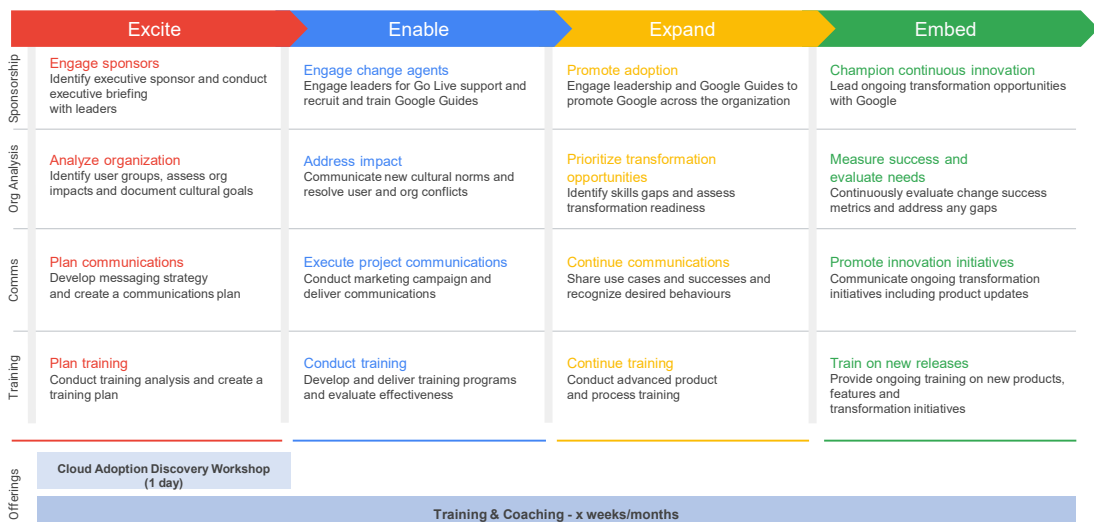 Excite
Enable
Expand
Embed
Sponsorship
Engage sponsors
Identify executive sponsor and conduct
executive briefing
with leaders
Engage change agents
Engage leaders for Go Live support and
recruit and train Google Guides
Promote adoption
Engage leadership and Google Guides to
promote Google across the organization
Champion continuous innovation
Lead ongoing transformation opportunities
with Google
Org Analysis
Analyze organization
Identify user groups, assess org
impacts and document cultural goals
Address impact
Communicate new cultural norms and
resolve user and org conflicts
Prioritize transformation
opportunities
Identify skills gaps and assess
transformation readiness
Measure success and
evaluate needs
Continuously evaluate change success
metrics and address any gaps
Comms
Plan communications
Develop messaging strategy
and create a communications plan
Execute project communications
Conduct marketing campaign and
deliver communications
Continue communications
Share use cases and successes and
recognize desired behaviours
Promote innovation initiatives
Communicate ongoing transformation
initiatives including product updates
Training
Plan training
Conduct training analysis and create a
training plan
Conduct training
Develop and deliver training programs
and evaluate effectiveness
Continue training
Conduct advanced product
and process training
Train on new releases
Provide ongoing training on new products,
features and
transformation initiatives
Offerings
Cloud Adoption Discovery Workshop
(1 day)
Training & Coaching - x weeks/months